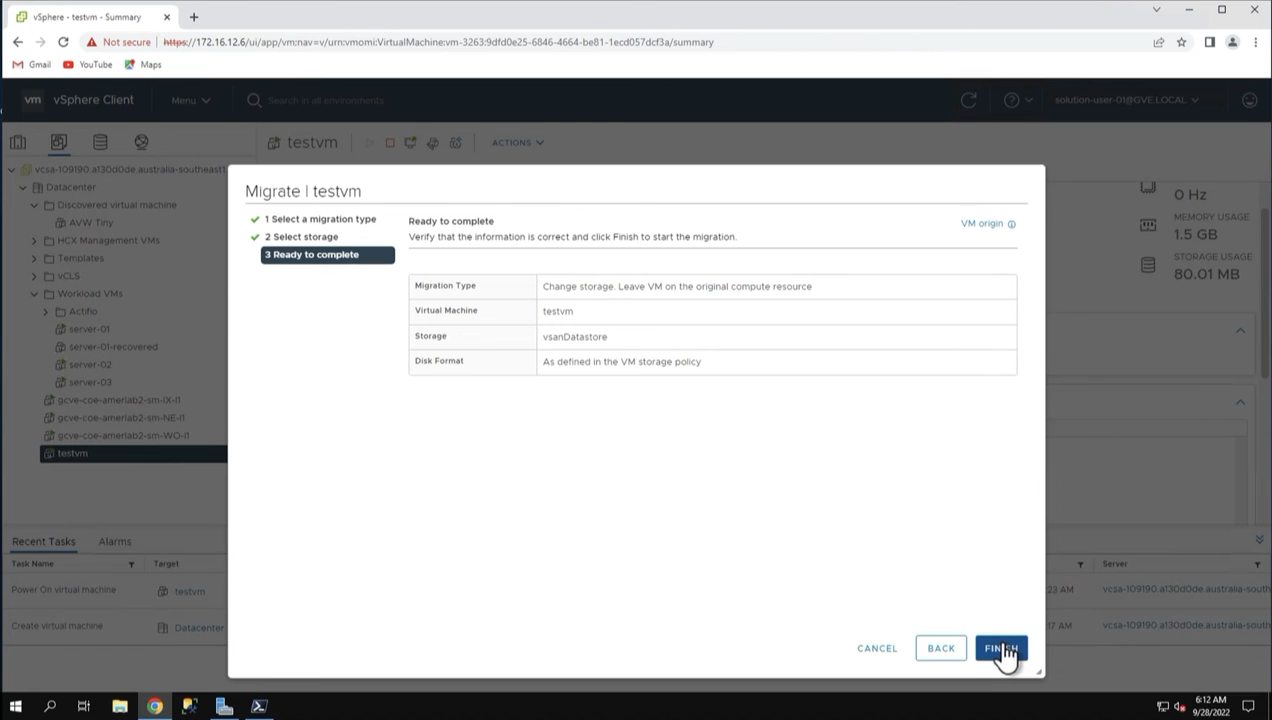 vSphere - testvm - Summary
Not secure https://172.16.12.6/ui/app/vm;nav=v/urn:vmomi:VirtualMachine:vm-3263:9dfd0e25-6846-4664-be81-1ecd057dcf3a/summary
Gmail YouTube Maps
vm vSphere Client Menu Search in all environments solution-user-01@GVE.LOCAL
testvm ACTIONS
vcsa-109190.a130d0de.australia-southeast1
Datacenter
Discovered virtual machine
AVW Tiny
HCX Management VMs
Templates
vCLS
Workload VMs
Actifio
server-01
server-01-recovered
server-02
server-03
gcve-coe-amerlab2-sm-IX-I1
gcve-coe-amerlab2-sm-NE-I1
gcve-coe-amerlab2-sm-WO-I1
testvm
Migrate | testvm
1 Select a migration type
2 Select storage
3 Ready to complete
Ready to complete
VM origin
Verify that the information is correct and click Finish to start the migration.
Migration Type Change storage. Leave VM on the original compute resource
Virtual Machine testvm
Storage vsanDatastore
Disk Format As defined in the VM storage policy
CANCEL BACK
0 Hz
MEMORY USAGE
1.5 GB
STORAGE USAGE
80.01 MB
Recent Tasks Alarms
Task Name Target Server
Power On virtual machine testvm 23 AM vcsa-109190.a130d0de.australia-south
Create virtual machine Datacenter 17 AM vcsa-109190.a130d0de.australia-south
6:12 AM
9/28/2022